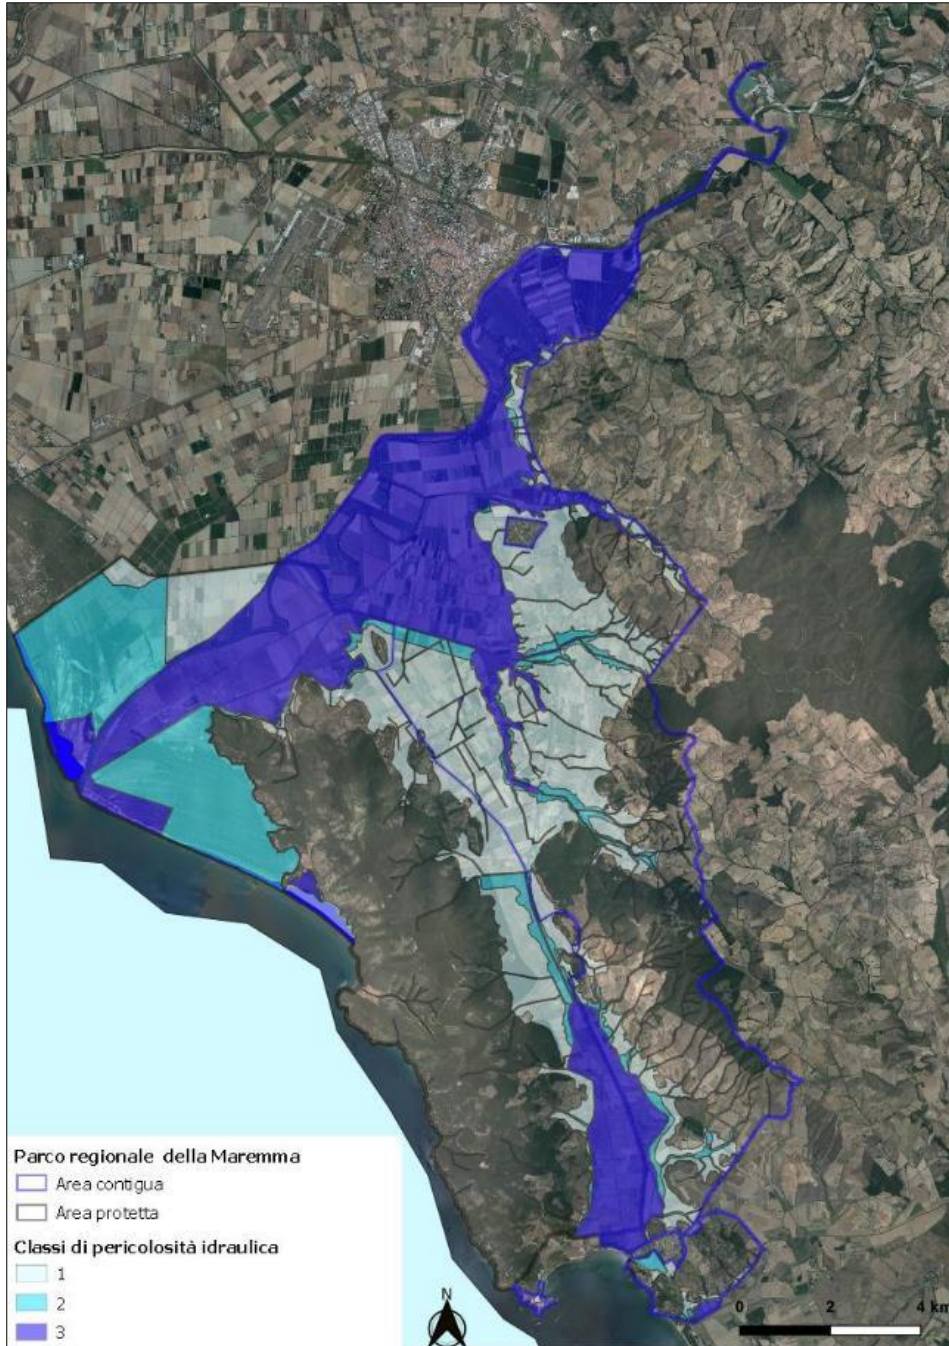 Parco regionale della Maremma
Area contigua
Area protetta
Classi di pericolosità idraulica
1
2
3
N
0 2 4 km